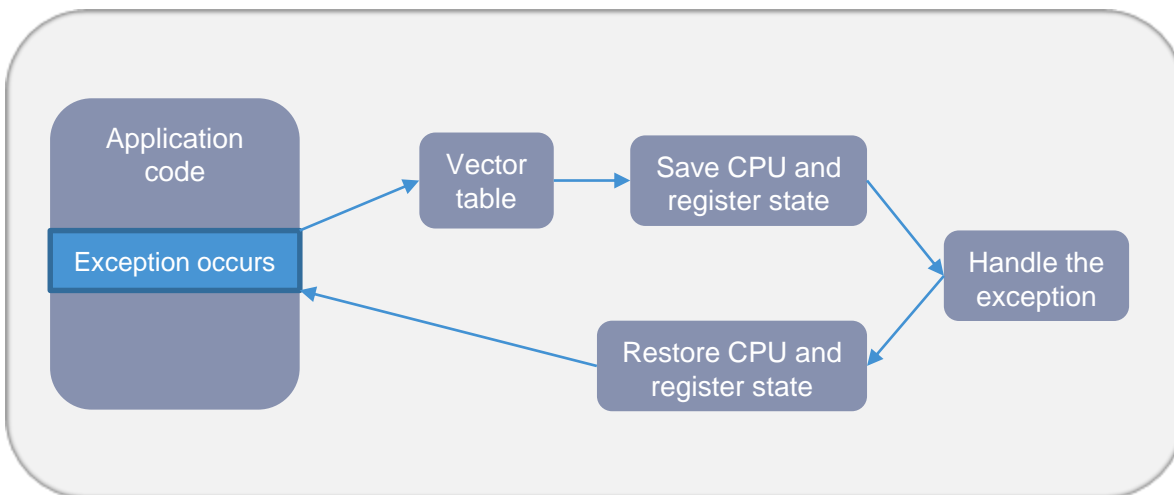 Application
code
Exception occurs
Vector
table
Save CPU and
register state
Handle the
exception
Restore CPU and
register state